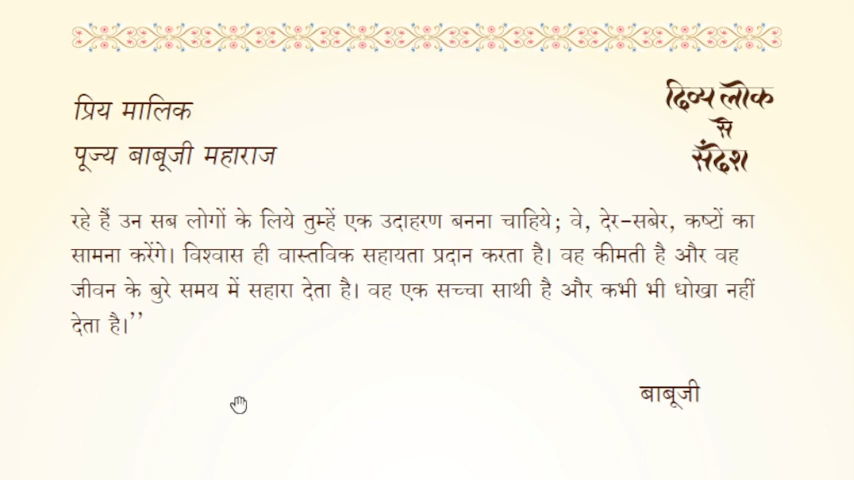 प्रिय मालिक
पूज्य बाबूजी महाराज
दिव्य लोक
से
संदेश
रहे हैं उन सब लोगों के लिये तुम्हें एक उदाहरण बनना चाहिये; वे, देर-सबेर, कष्टों का
सामना करेंगे। विश्वास ही वास्तविक सहायता प्रदान करता है। वह कीमती है और वह
जीवन के बुरे समय में सहारा देता है। वह एक सच्चा साथी है और कभी भी धोखा नहीं
देता है।’’
बाबूजी